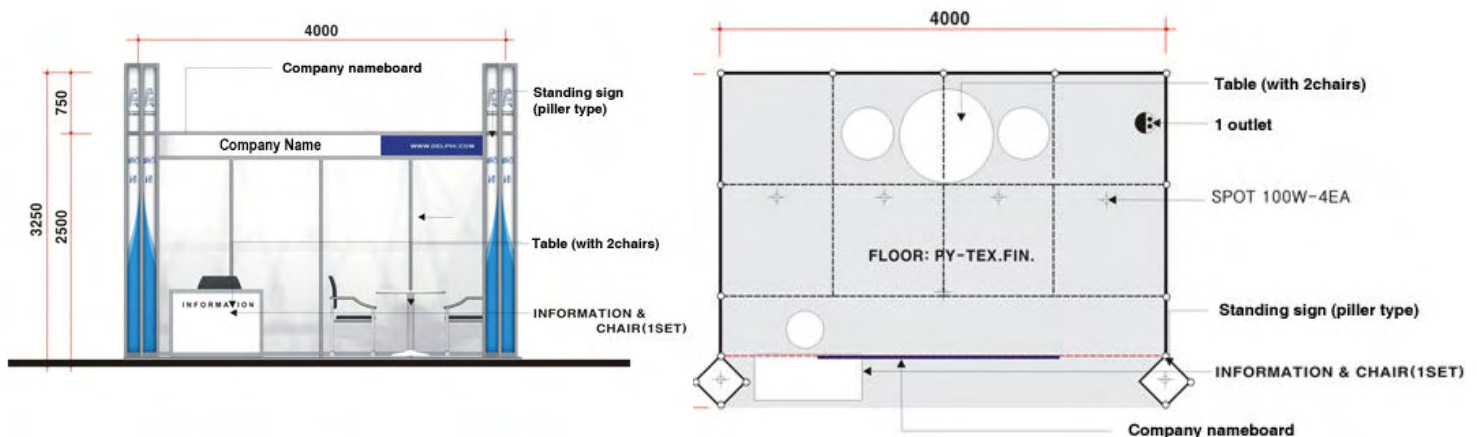 4000
Company nameboard
Standing sign
(piller type)
750
3250
2500
Company Name
WWW.DELPHI.COM
Table (with 2chairs)
INFORMATION
INFORMATION &
CHAIR(1SET)
4000
Table (with 2chairs)
1 outlet
SPOT 100W-4EA
FLOOR: PY-TEX.FIN.
Standing sign (piller type)
INFORMATION & CHAIR(1SET)
Company nameboard